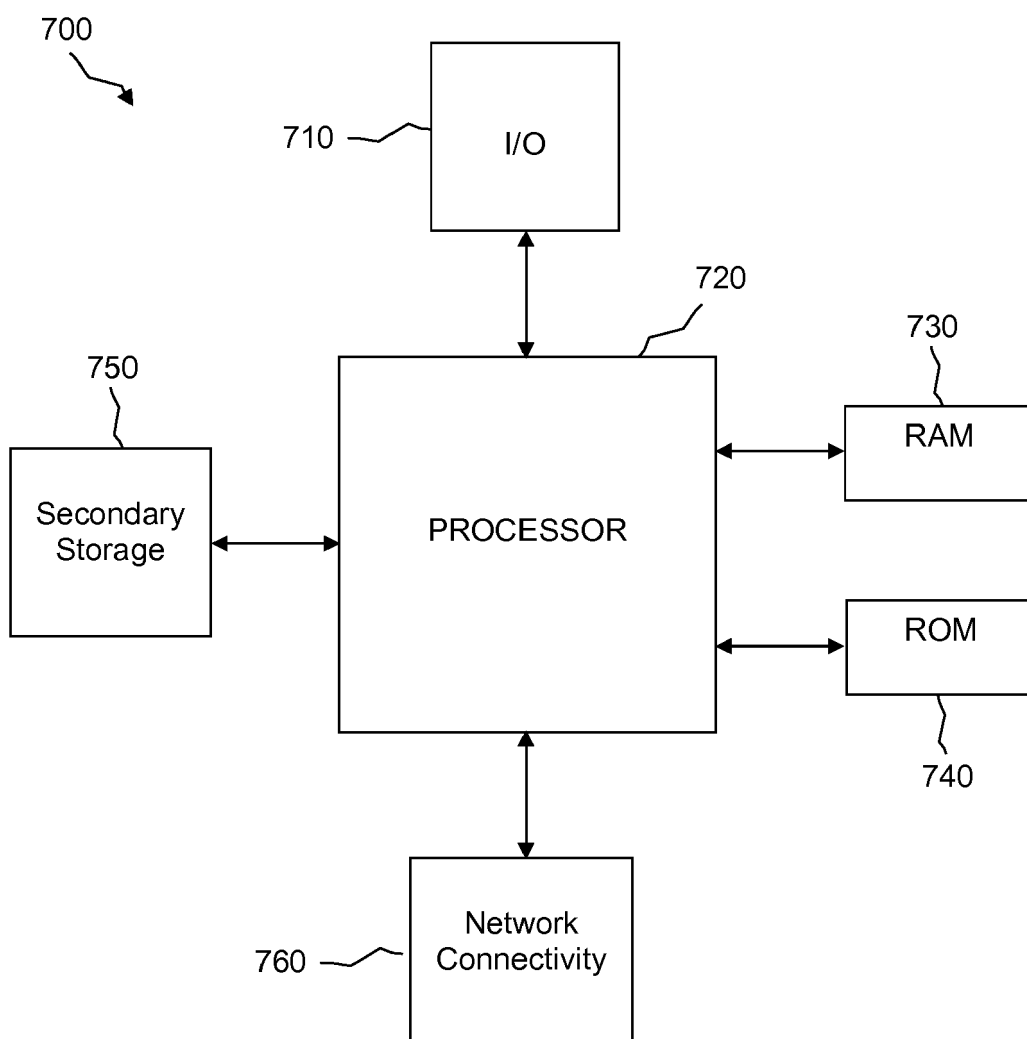 700
710
I/O
720
730
750
RAM
Secondary
Storage
PROCESSOR
ROM
740
Network
Connectivity
760